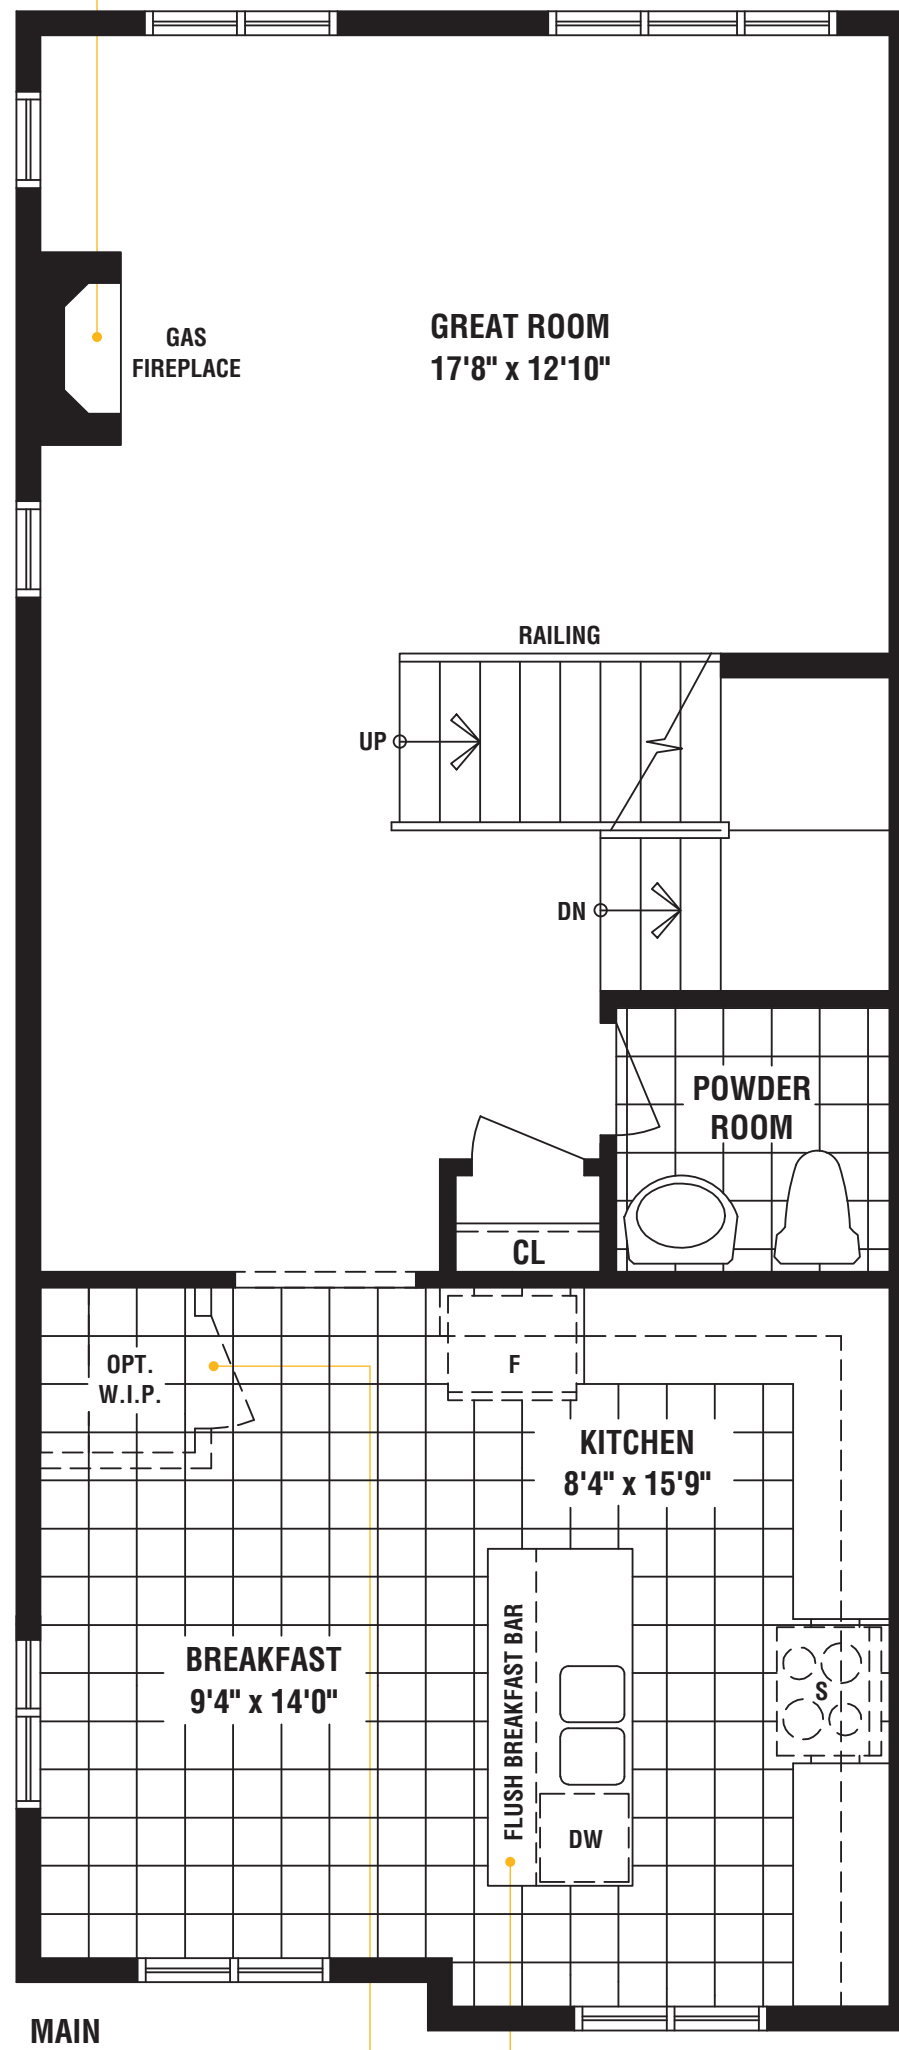 GREAT ROOM
17'8" x 12'10"
GAS
FIREPLACE
RAILING
UP
DN
POWDER
ROOM
CL
OPT.
W.I.P.
F
KITCHEN
8'4" x 15'9"
BREAKFAST
9'4" x 14'0"
FLUSH BREAKFAST BAR
S
DW
MAIN